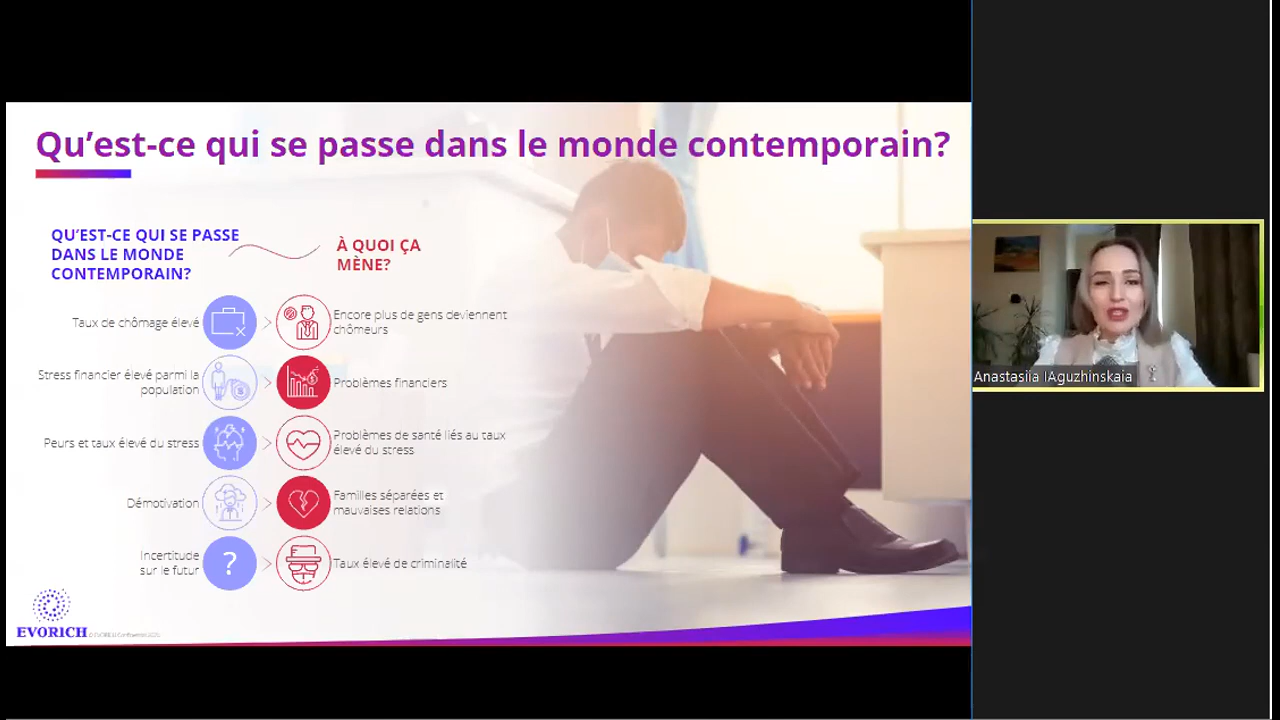 Qu’est-ce qui se passe dans le monde contemporain?
QU’EST-CE QUI SE PASSE
DANS LE MONDE
CONTEMPORAIN?
À QUOI ÇA
MÈNE?
Taux de chômage élevé
Encore plus de gens deviennent
chômeurs
Stress financier élevé parmi la
population
Problèmes financiers
Peurs et taux élevé du stress
Problèmes de santé liés au taux
élevé du stress
Démotivation
Familles séparées et
mauvaises relations
Incertitude
sur le futur
?
Taux élevé de criminalité
EVORICH
Anastasiia IAguzhinskaia